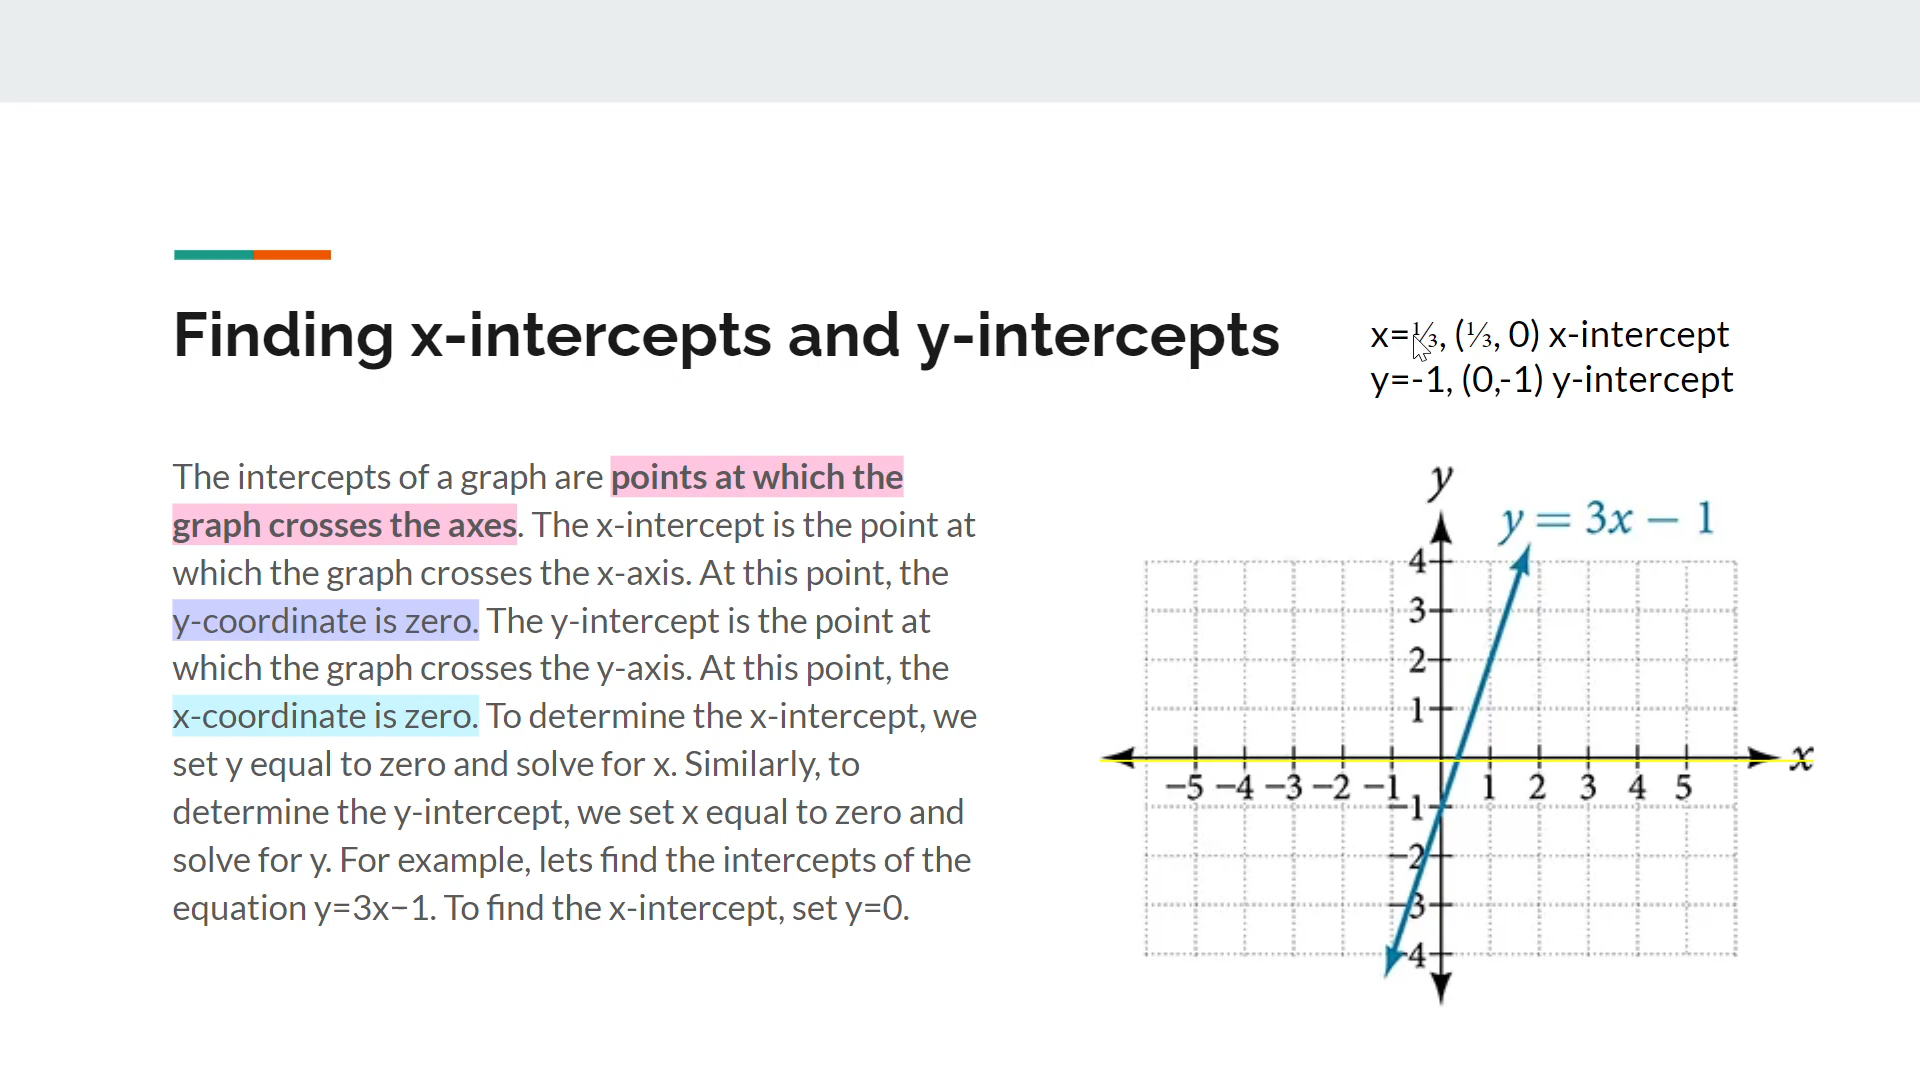 Finding x-intercepts and y-intercepts
x=⅓, (⅓, 0) x-intercept
y=-1, (0,-1) y-intercept
The intercepts of a graph are points at which the
graph crosses the axes. The x-intercept is the point at
which the graph crosses the x-axis. At this point, the
y-coordinate is zero. The y-intercept is the point at
which the graph crosses the y-axis. At this point, the
x-coordinate is zero. To determine the x-intercept, we
set y equal to zero and solve for x. Similarly, to
determine the y-intercept, we set x equal to zero and
solve for y. For example, lets find the intercepts of the
equation y=3x−1. To find the x-intercept, set y=0.
y
y = 3x − 1
4
3
2
1
x
−5 −4 −3 −2 −1 1 2 3 4 5
−1
−2
−3
−4